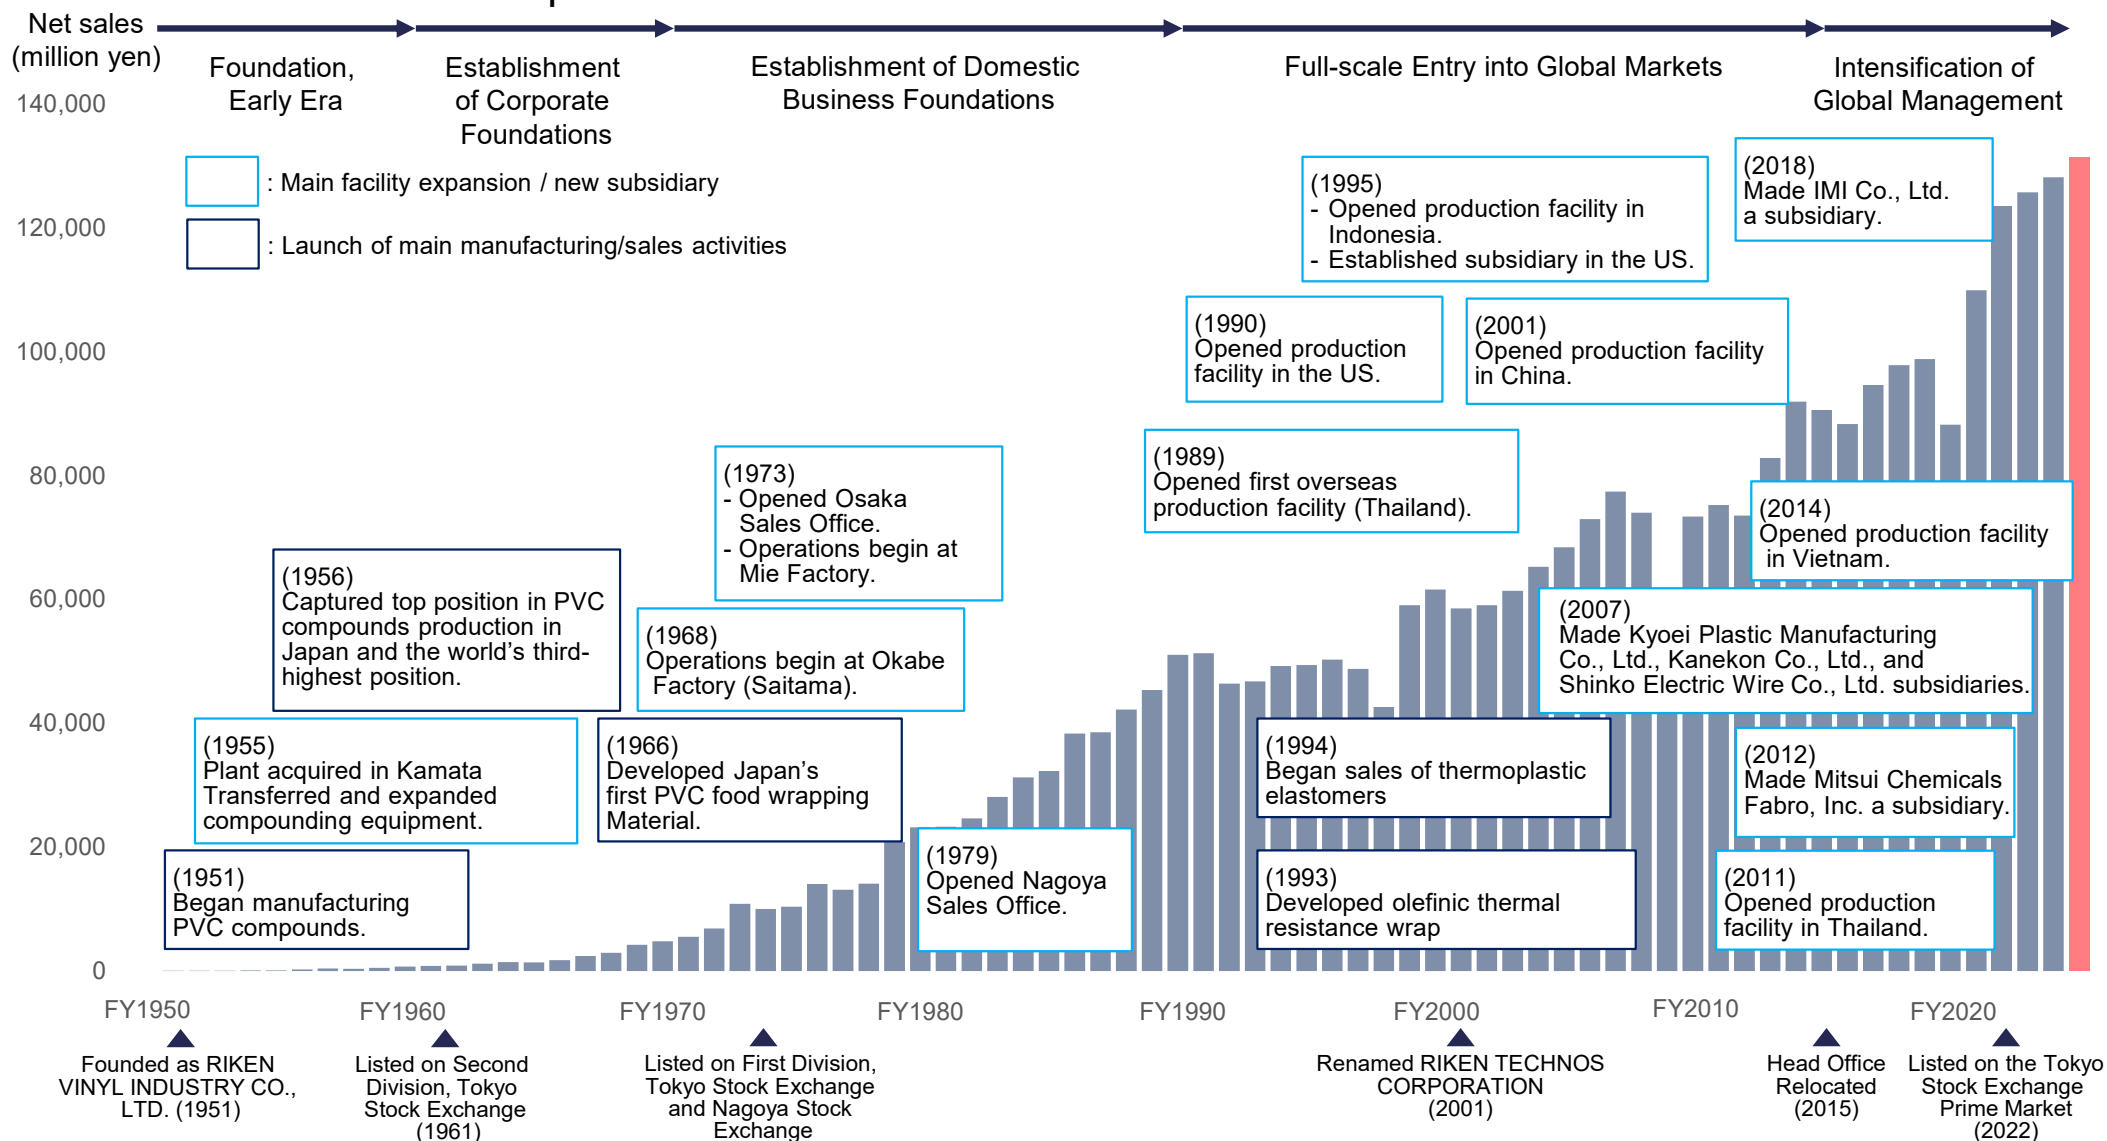 Net sales
(million yen)
Foundation,
Early Era
Establishment
of Corporate
Foundations
Establishment of Domestic
Business Foundations
Full-scale Entry into Global Markets
Intensification of
Global Management
140,000
120,000
100,000
80,000
60,000
40,000
20,000
0
: Main facility expansion / new subsidiary
: Launch of main manufacturing/sales activities
(1951)
Began manufacturing
PVC compounds.
(1955)
Plant acquired in Kamata
Transferred and expanded
compounding equipment.
(1956)
Captured top position in PVC
compounds production in
Japan and the world’s third-
highest position.
(1966)
Developed Japan’s
first PVC food wrapping
Material.
(1968)
Operations begin at Okabe
Factory (Saitama).
(1973)
- Opened Osaka
Sales Office.
- Operations begin at
Mie Factory.
(1979)
Opened Nagoya
Sales Office.
(1989)
Opened first overseas
production facility (Thailand).
(1990)
Opened production
facility in the US.
(1993)
Developed olefinic thermal
resistance wrap
(1994)
Began sales of thermoplastic
elastomers
(1995)
- Opened production facility in
Indonesia.
- Established subsidiary in the US.
(2001)
Opened production facility
in China.
(2007)
Made Kyoei Plastic Manufacturing
Co., Ltd., Kanekon Co., Ltd., and
Shinko Electric Wire Co., Ltd. subsidiaries.
(2011)
Opened production
facility in Thailand.
(2012)
Made Mitsui Chemicals
Fabro, Inc. a subsidiary.
(2014)
Opened production facility
in Vietnam.
(2018)
Made IMI Co., Ltd.
a subsidiary.
FY1950
FY1960
FY1970
FY1980
FY1990
FY2000
FY2010
FY2020
Founded as RIKEN
VINYL INDUSTRY CO.,
LTD. (1951)
Listed on Second
Division, Tokyo
Stock Exchange
(1961)
Listed on First Division,
Tokyo Stock Exchange
and Nagoya Stock
Exchange
Renamed RIKEN TECHNOS
CORPORATION
(2001)
Head Office
Relocated
(2015)
Listed on the Tokyo
Stock Exchange
Prime Market
(2022)